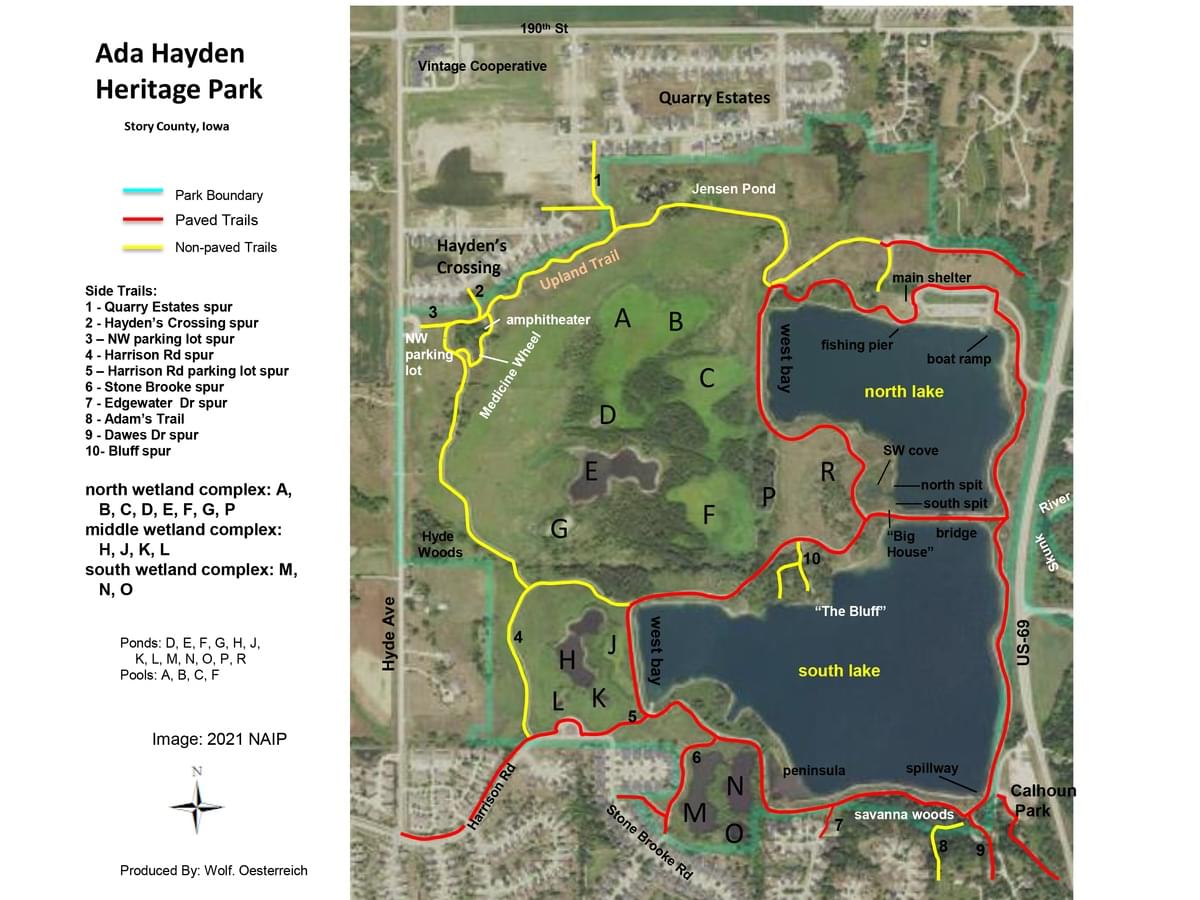 Ada Hayden
Heritage Park
Story County, Iowa
Park Boundary
Paved Trails
Non-paved Trails
Side Trails:
1 - Quarry Estates spur
2 - Hayden's Crossing spur
3 – NW parking lot spur
4 - Harrison Rd spur
5 – Harrison Rd parking lot spur
6 - Stone Brooke spur
7 - Edgewater Dr spur
8 - Adam's Trail
9 - Dawes Dr spur
10- Bluff spur
north wetland complex: A,
B, C, D, E, F, G, P
middle wetland complex:
H, J, K, L
south wetland complex: M,
N, O
Ponds: D, E, F, G, H, J,
K, L, M, N, O, P, R
Pools: A, B, C, F
Image: 2021 NAIP
N
Produced By: Wolf. Oesterreich
190th St
Vintage Cooperative
Quarry Estates
1
Jensen Pond
Hayden's
Crossing
Upland Trail
main shelter
2
3
amphitheater
NW
parking
lot
Medicine Wheel
A
B
C
D
E
F
G
P
R
west bay
fishing pier
boat ramp
north lake
SW cove
north spit
south spit
"Big
House"
bridge
River
Skunk
Hyde
Woods
10
"The Bluff"
Hyde Ave
4
H
J
K
L
west bay
south lake
US-69
5
6
N
M
O
peninsula
spillway
Calhoun
Park
savanna woods
7
8
9
Harrison Rd
Stone Brooke Rd